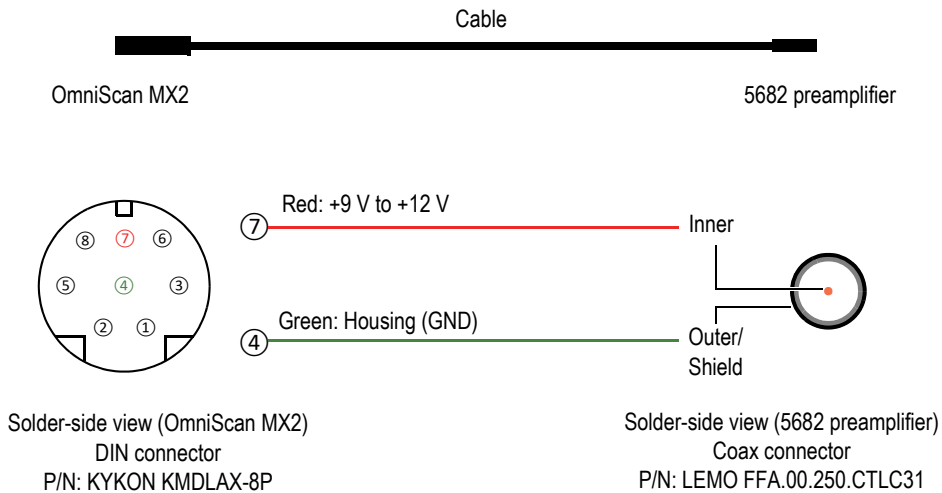 Cable
OmniScan MX2
5682 preamplifier
⑧ ⑦ ⑥
⑤ ④ ③
② ①
⑦
Red: +9 V to +12 V
Inner
④
Green: Housing (GND)
Outer/
Shield
Solder-side view (OmniScan MX2)
DIN connector
P/N: KYKON KMDLAX-8P
Solder-side view (5682 preamplifier)
Coax connector
P/N: LEMO FFA.00.250.CTLC31